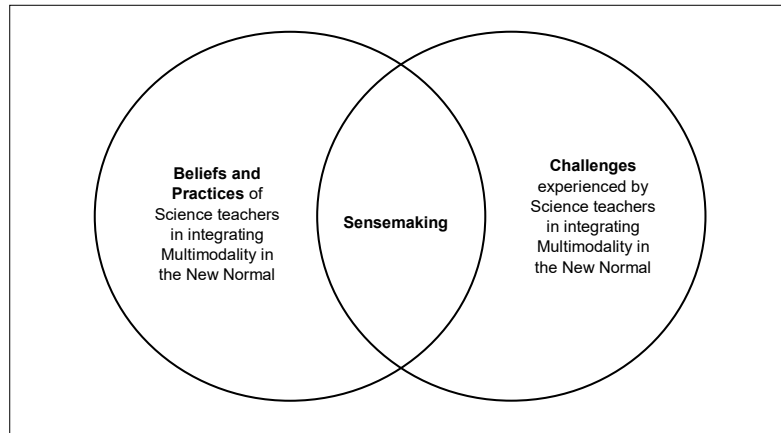 Beliefs and
Practices of
Science teachers
in integrating
Multimodality in
the New Normal
Sensemaking
Challenges
experienced by
Science teachers
in integrating
Multimodality in
the New Normal